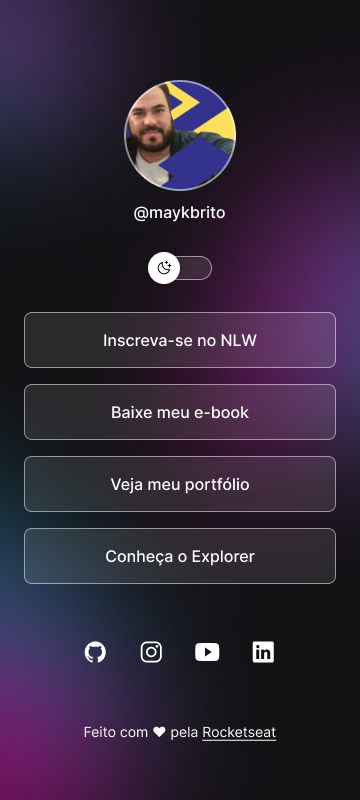 @maykbrito
Inscreva-se no NLW
Baixe meu e-book
Veja meu portfólio
Conheça o Explorer
Feito com ♥ pela Rocketseat